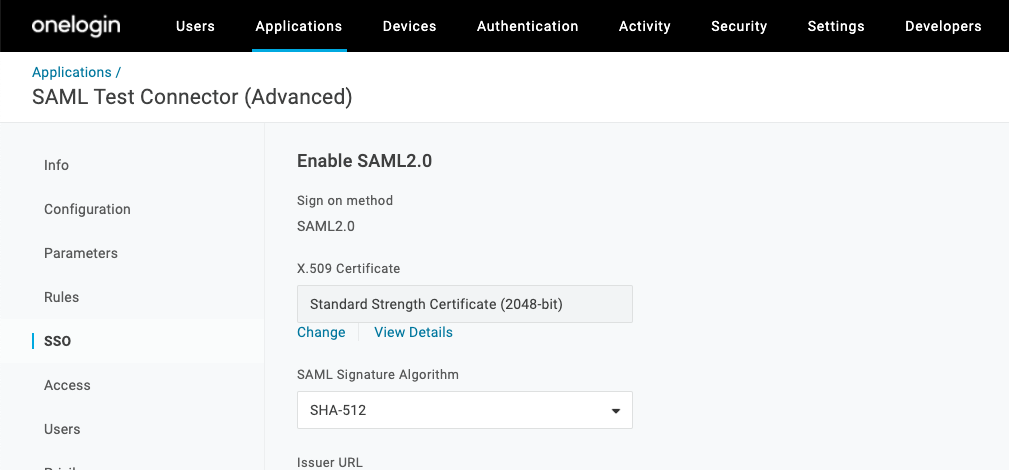 onelogin
Users
Applications
Devices
Authentication
Activity
Security
Settings
Developers
Applications /
SAML Test Connector (Advanced)
Info
Configuration
Parameters
Rules
SSO
Access
Users
Enable SAML2.0
Sign on method
SAML2.0
X.509 Certificate
Standard Strength Certificate (2048-bit)
Change
View Details
SAML Signature Algorithm
SHA-512
Issuer URL